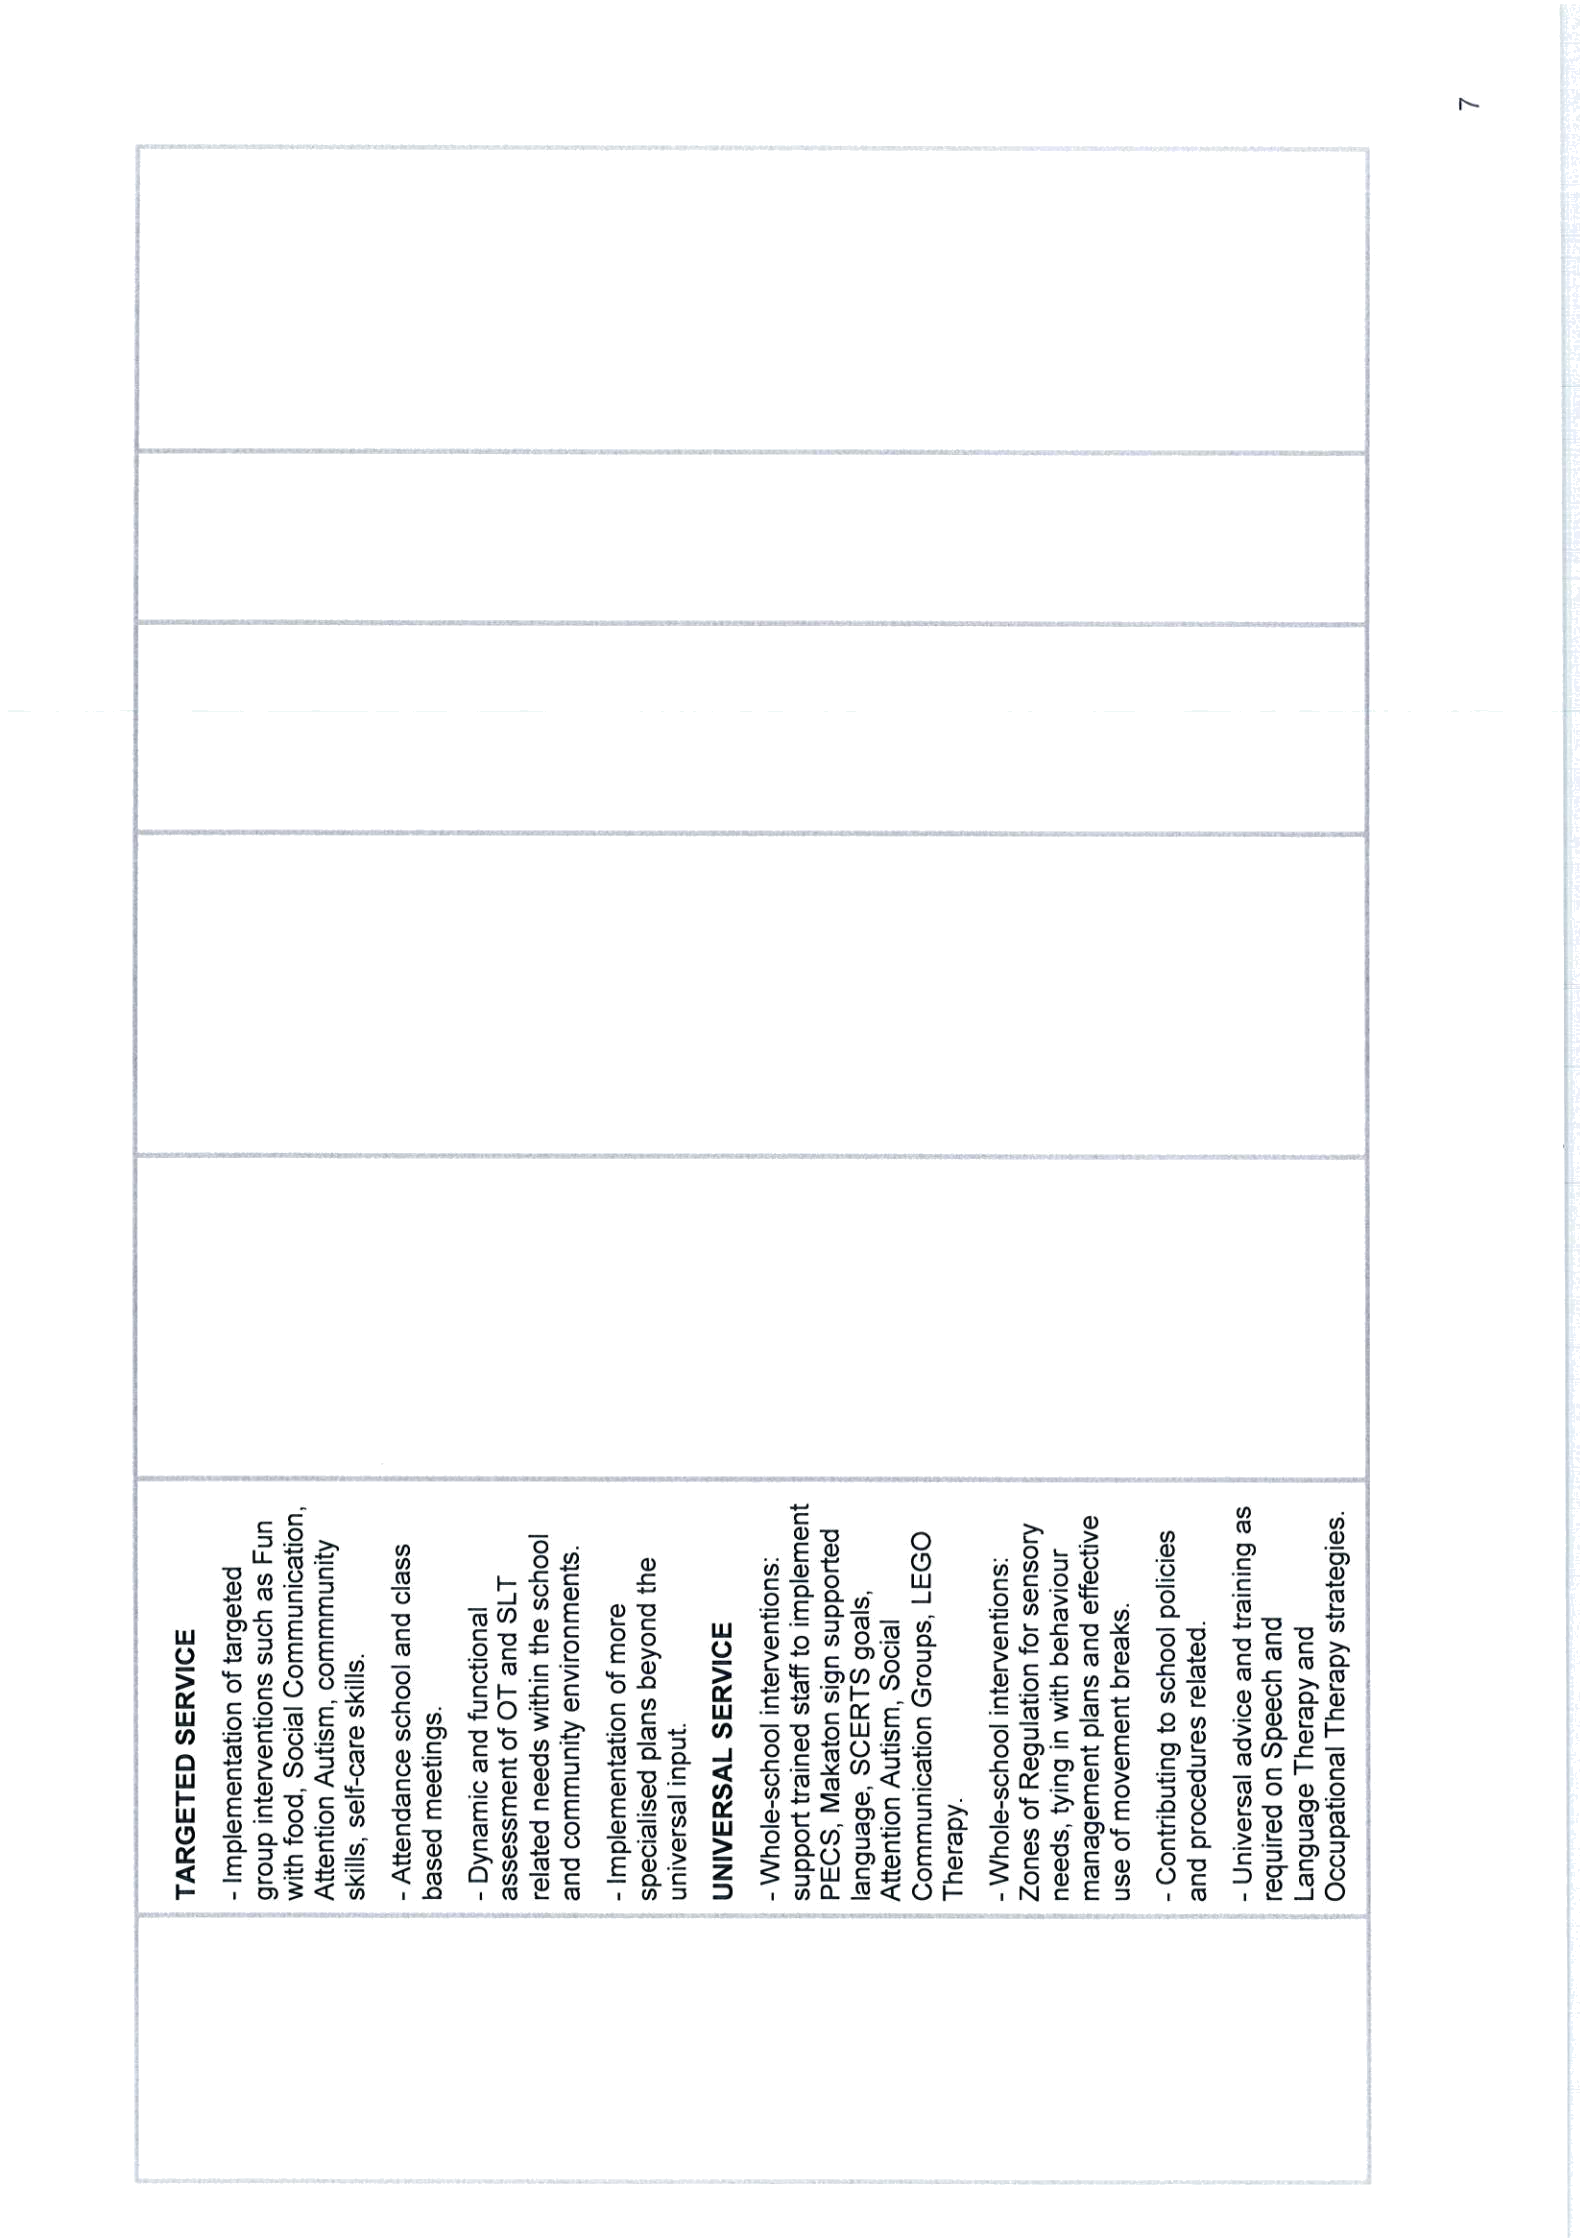 TARGETED SERVICE
- Implementation of targeted
group interventions such as Fun
with food, Social Communication,
Attention Autism, community
skills, self-care skills.
- Attendance school and class
based meetings.
- Dynamic and functional
assessment of OT and SLT
related needs within the school
and community environments.
- Implementation of more
specialised plans beyond the
universal input.
UNIVERSAL SERVICE
- Whole-school interventions:
support trained staff to implement
PECS, Makaton sign supported
language, SCERTS goals,
Attention Autism, Social
Communication Groups, LEGO
Therapy.
- Whole-school interventions:
Zones of Regulation for sensory
needs, tying in with behaviour
management plans and effective
use of movement breaks.
- Contributing to school policies
and procedures related.
- Universal advice and training as
required on Speech and
Language Therapy and
Occupational Therapy strategies.
7